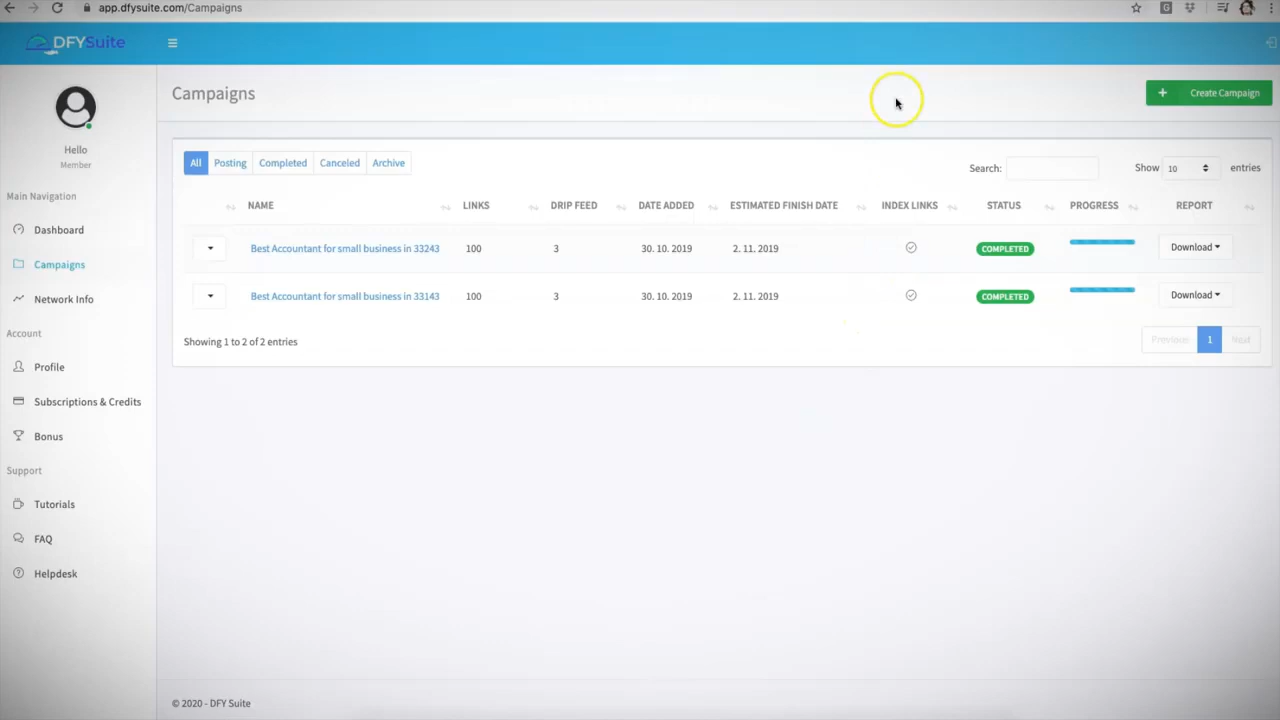 app.dfysuite.com/Campaigns
DFYSuite
Campaigns
Create Campaign
Hello
Member
Main Navigation
Dashboard
Campaigns
Network Info
Account
Profile
Subscriptions & Credits
Bonus
Support
Tutorials
FAQ
Helpdesk
All Posting Completed Canceled Archive
Search: Show 10 entries
NAME LINKS DRIP FEED DATE ADDED ESTIMATED FINISH DATE INDEX LINKS STATUS PROGRESS REPORT
Best Accountant for small business in 33243 100 3 30. 10. 2019 2. 11. 2019 COMPLETED Download
Best Accountant for small business in 33143 100 3 30. 10. 2019 2. 11. 2019 COMPLETED Download
Showing 1 to 2 of 2 entries
Previous 1 Next
© 2020 - DFY Suite